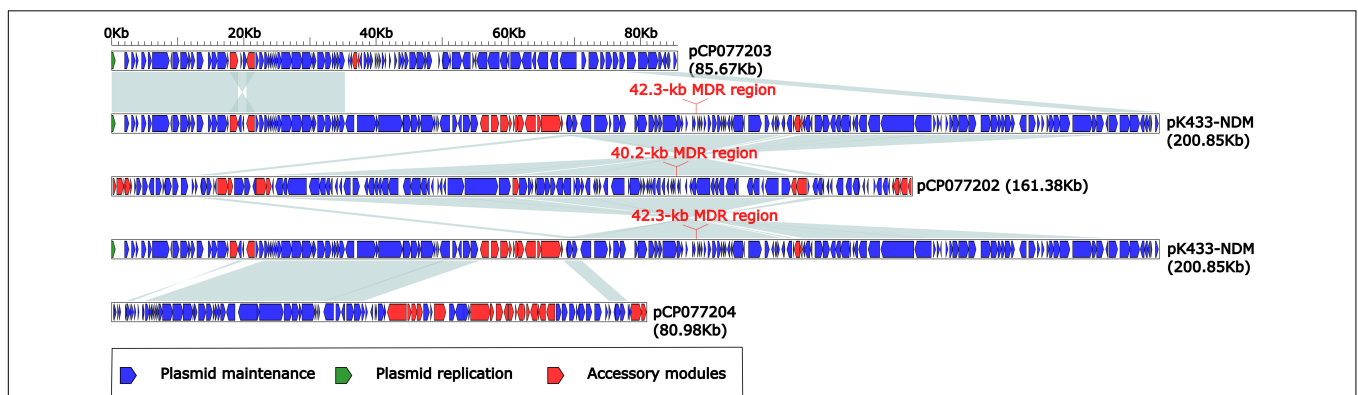 0Kb 20Kb 40Kb 60Kb 80Kb
pCP077203
(85.67Kb)
42.3-kb MDR region
pK433-NDM
(200.85Kb)
40.2-kb MDR region
pCP077202 (161.38Kb)
42.3-kb MDR region
pK433-NDM
(200.85Kb)
pCP077204
(80.98Kb)
Plasmid maintenance Plasmid replication Accessory modules